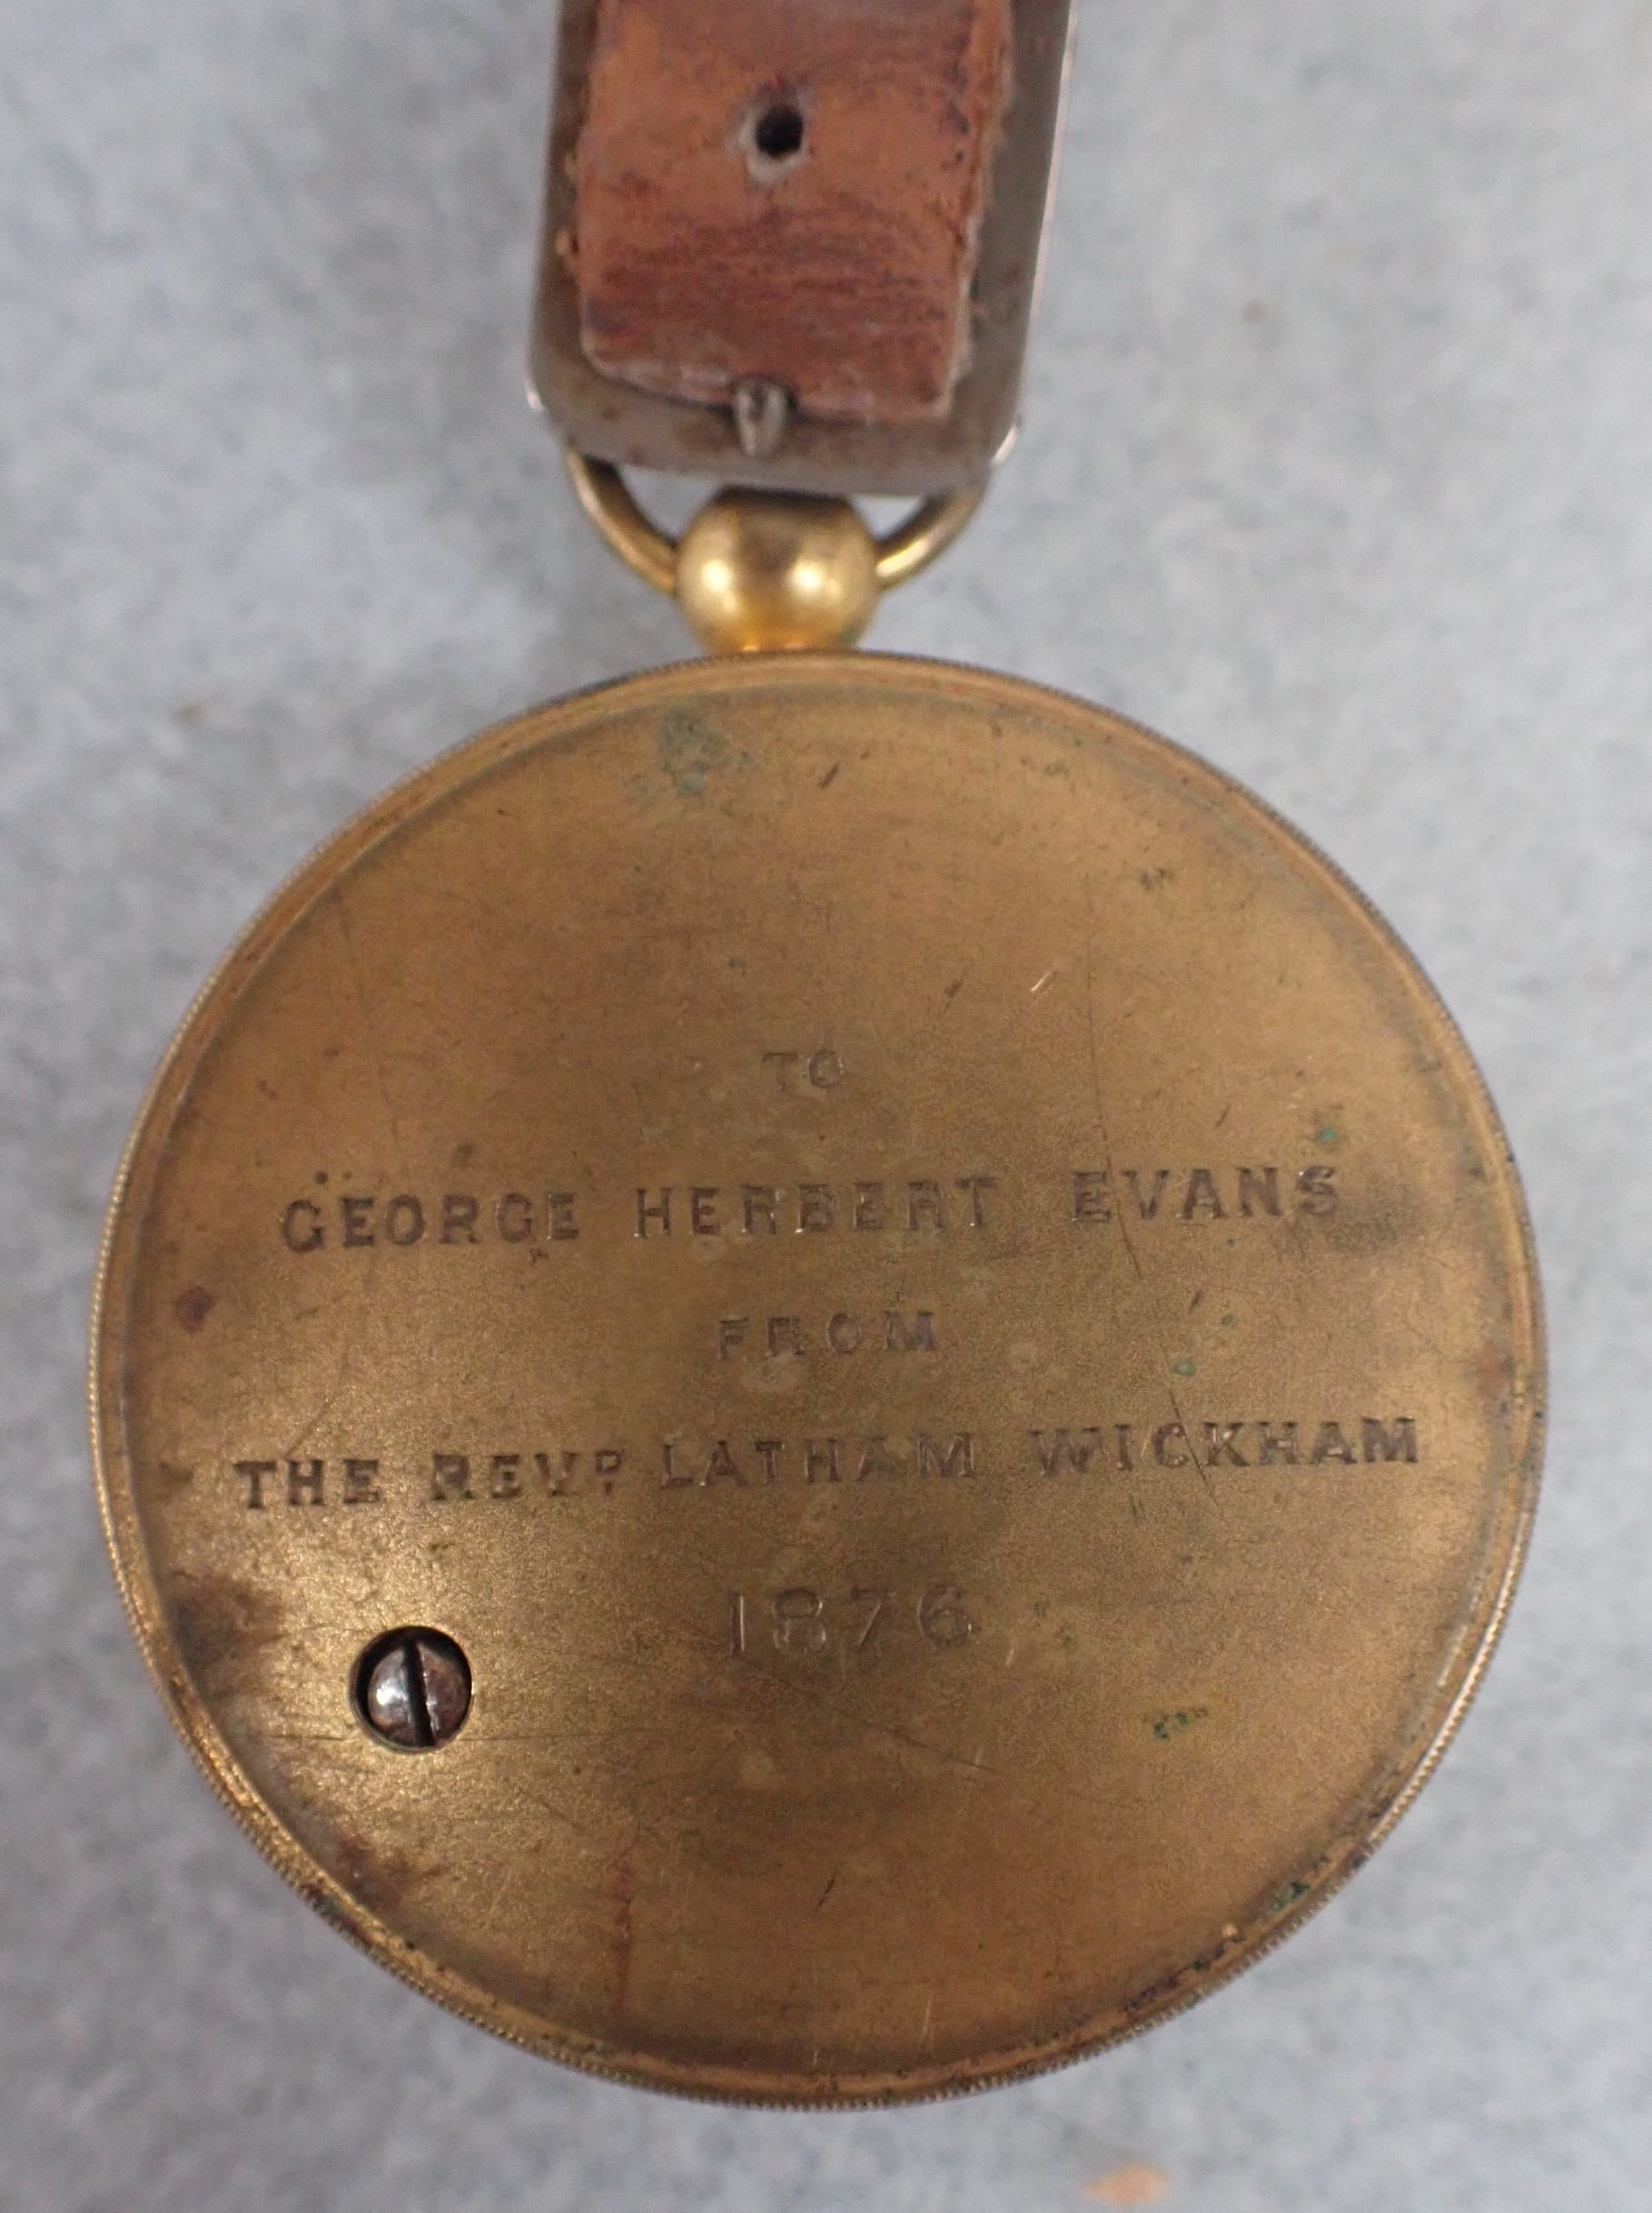 TO
GEORGE HERBERT EVANS
FROM
THE REVD LATHAM WICKHAM
1876